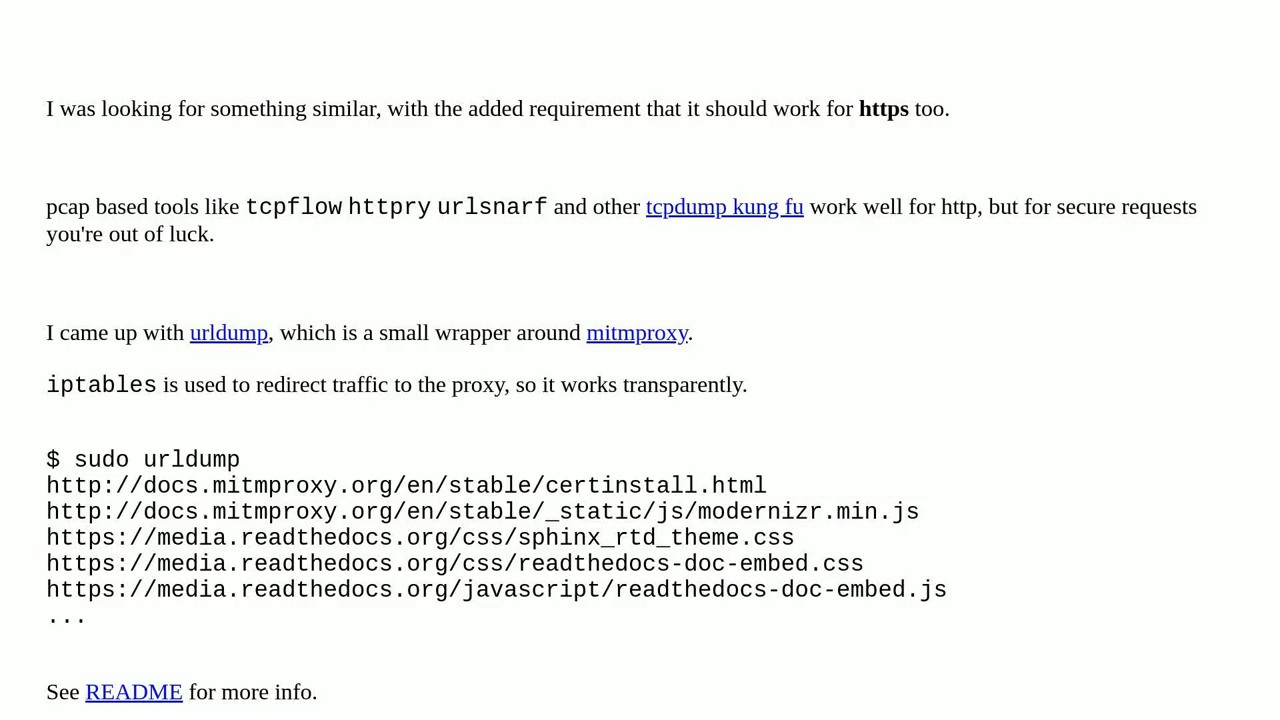 I was looking for something similar, with the added requirement that it should work for https too.
pcap based tools like tcpflow httpry urlsnarf and other tcpdump kung fu work well for http, but for secure requests
you're out of luck.
I came up with urldump, which is a small wrapper around mitmproxy.
iptables is used to redirect traffic to the proxy, so it works transparently.
$ sudo urldump
http://docs.mitmproxy.org/en/stable/certinstall.html
http://docs.mitmproxy.org/en/stable/_static/js/modernizr.min.js
https://media.readthedocs.org/css/sphinx_rtd_theme.css
https://media.readthedocs.org/css/readthedocs-doc-embed.css
https://media.readthedocs.org/javascript/readthedocs-doc-embed.js
...
See README for more info.